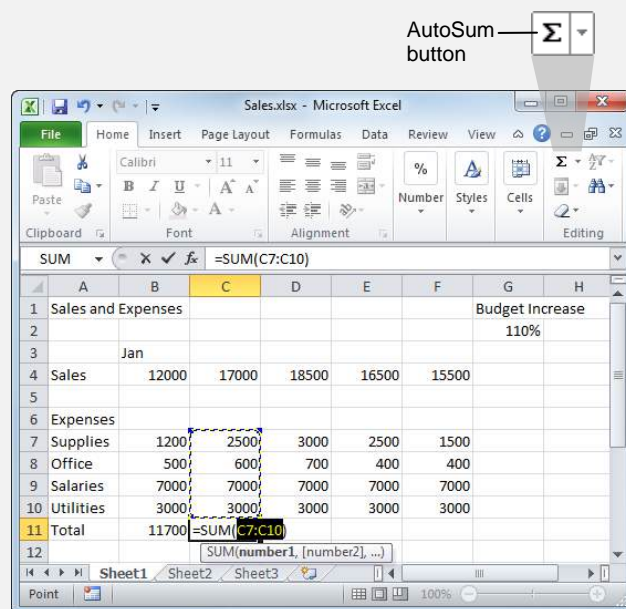 AutoSum
button
Σ
Sales.xlsx - Microsoft Excel
File Home Insert Page Layout Formulas Data Review View
Calibri 11
Paste B I U A A % A Σ
Number Styles Cells
Clipboard Font Alignment Editing
SUM fx =SUM(C7:C10)
A B C D E F G H
1 Sales and Expenses Budget Increase
2 110%
3 Jan
4 Sales 12000 17000 18500 16500 15500
5
6 Expenses
7 Supplies 1200 2500 3000 2500 1500
8 Office 500 600 700 400 400
9 Salaries 7000 7000 7000 7000 7000
10 Utilities 3000 3000 3000 3000 3000
11 Total 11700 =SUM(C7:C10)
12 SUM(number1, [number2], ...)
Sheet1 Sheet2 Sheet3
Point 100%